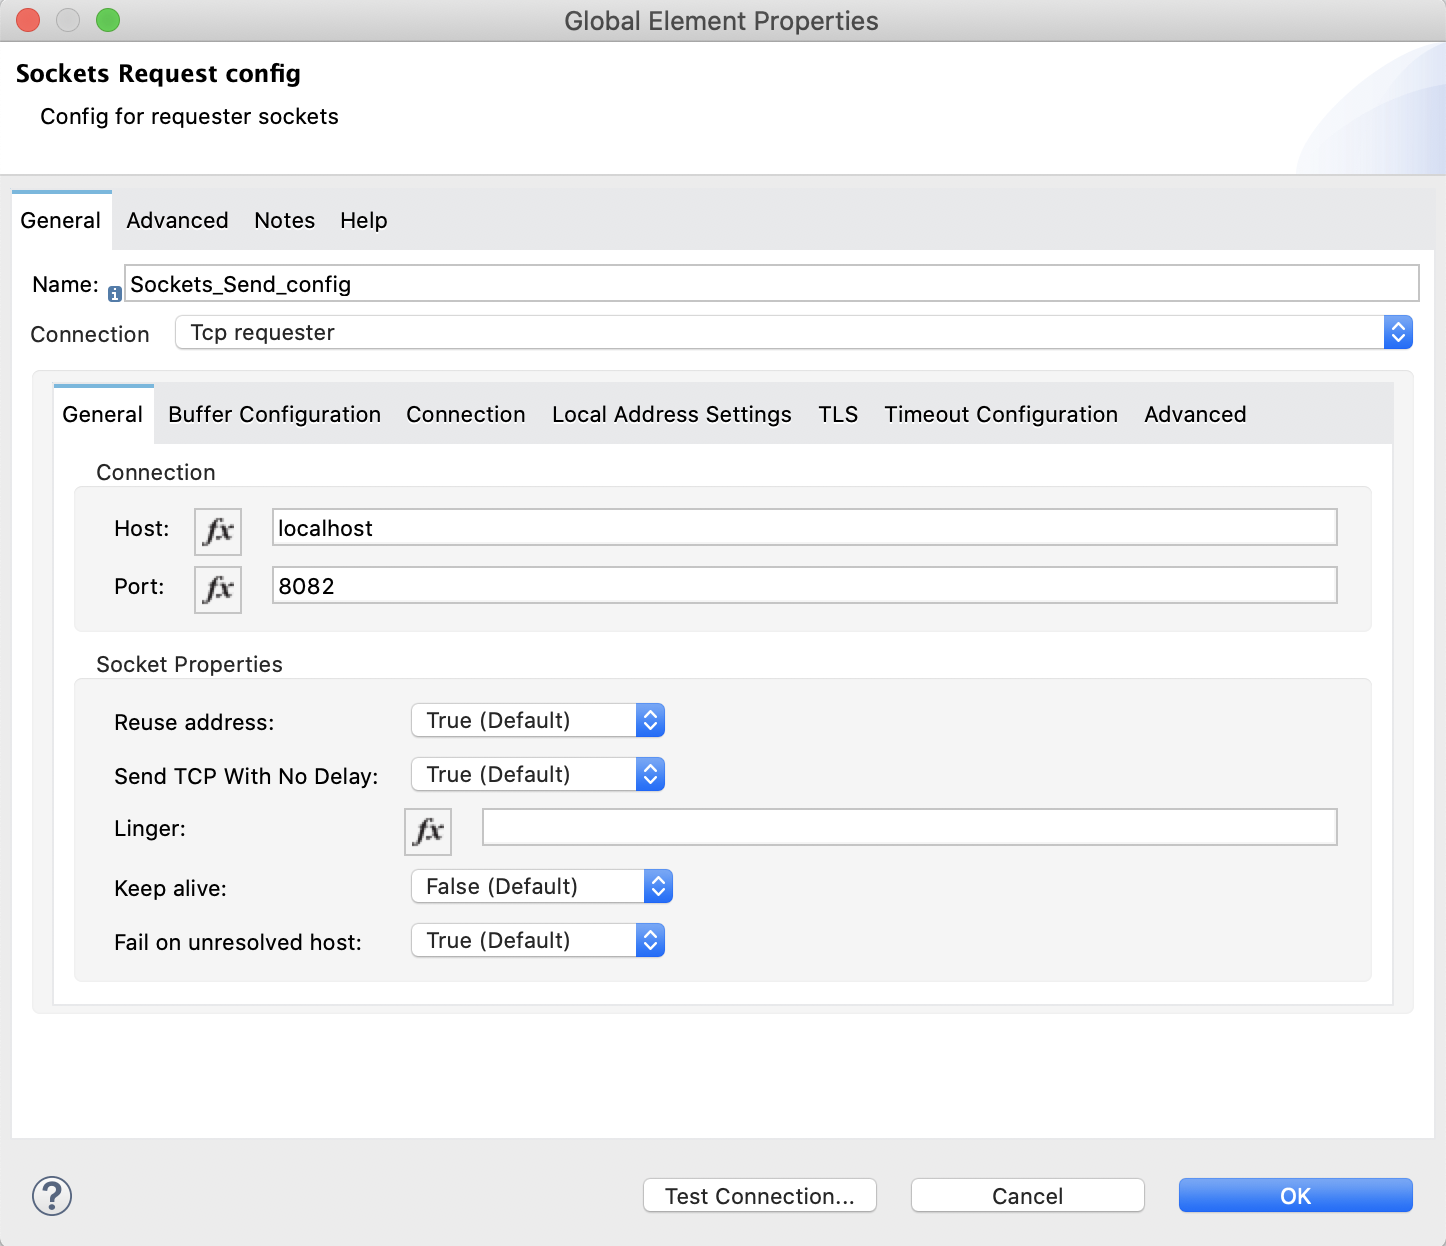 Global Element Properties
Sockets Request config
Config for requester sockets
General Advanced Notes Help
Name: Sockets_Send_config
Connection Tcp requester
General Buffer Configuration Connection Local Address Settings TLS Timeout Configuration Advanced
Connection
Host: fx localhost
Port: fx 8082
Socket Properties
Reuse address: True (Default)
Send TCP With No Delay: True (Default)
Linger: fx
Keep alive: False (Default)
Fail on unresolved host: True (Default)
? Test Connection... Cancel OK